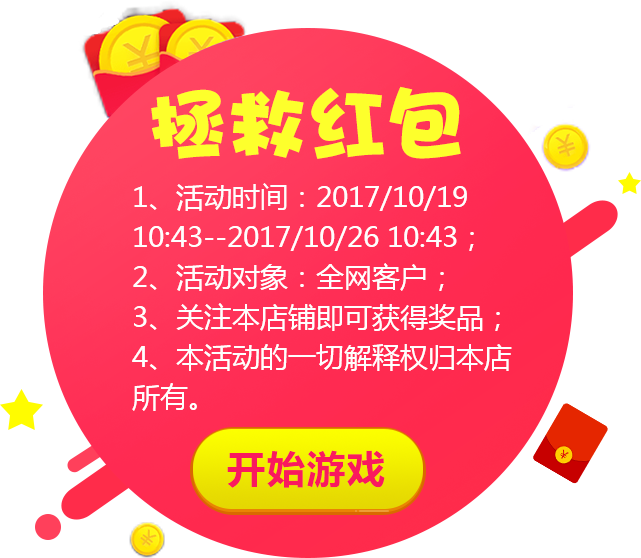 拯救红包
1、活动时间：2017/10/19
10:43--2017/10/26 10:43；
2、活动对象：全网客户；
3、关注本店铺即可获得奖品；
4、本活动的一切解释权归本店
所有。
开始游戏